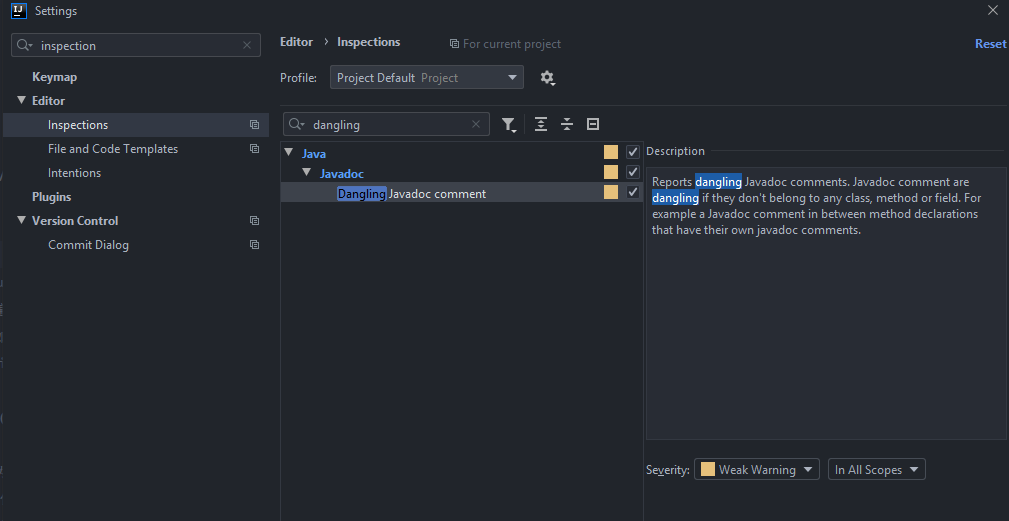 IJ
Settings
inspection
Keymap
Editor
Inspections
File and Code Templates
Intentions
Plugins
Version Control
Commit Dialog
Editor › Inspections
For current project
Reset
Profile:
Project Default Project
dangling
Java
Javadoc
Dangling Javadoc comment
Description
Reports dangling Javadoc comments. Javadoc comment are
dangling if they don't belong to any class, method or field. For
example a Javadoc comment in between method declarations
that have their own javadoc comments.
Severity:
Weak Warning
In All Scopes